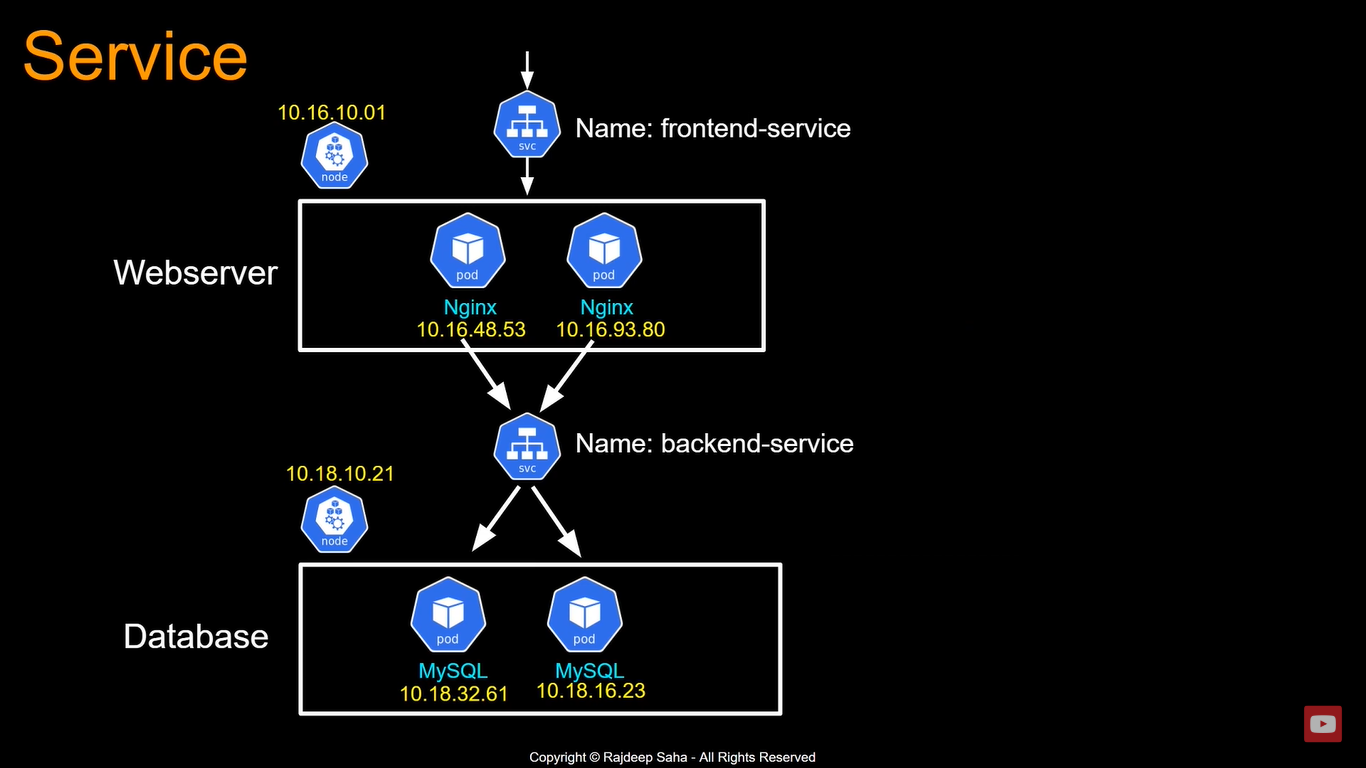 Service
10.16.10.01
node
svc
Name: frontend-service
Webserver
pod
pod
Nginx
Nginx
10.16.48.53
10.16.93.80
svc
Name: backend-service
10.18.10.21
node
Database
pod
pod
MySQL
MySQL
10.18.32.61
10.18.16.23
Copyright © Rajdeep Saha - All Rights Reserved